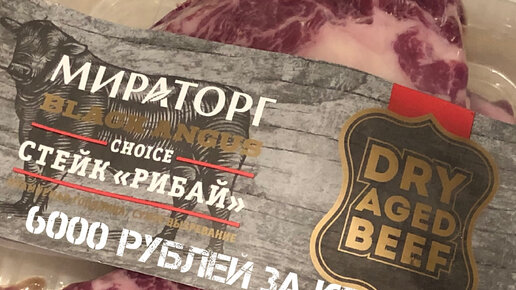 МИРАТОРГ
BLACK ANGUS
CHOICE
СТЕЙК «РИБАЙ»
6000 РУБЛЕЙ ЗА
DRY
AGED
BEEF